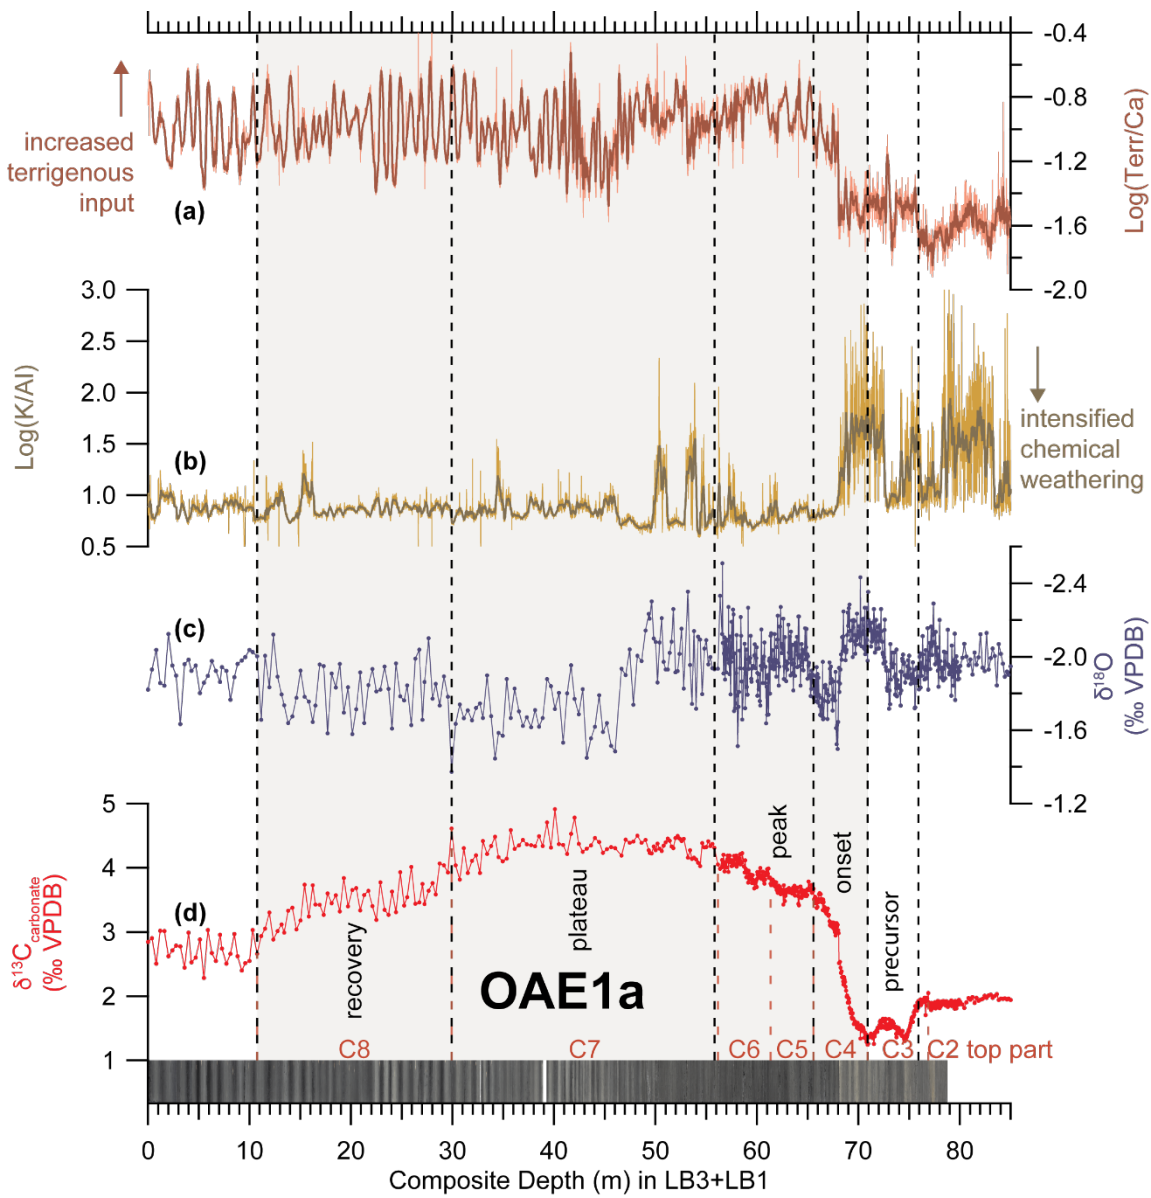 -0.4
-0.8
-1.2
-1.6
-2.0
Log(Terr/Ca)
increased
terrigenous
input
(a)
3.0
2.5
2.0
1.5
1.0
0.5
Log(K/Al)
(b)
intensified
chemical
weathering
(c)
-2.4
-2.0
-1.6
-1.2
δ18O
(‰ VPDB)
5
4
3
2
1
δ13Ccarbonate
(‰ VPDB)
(d)
recovery
plateau
peak
onset
precursor
OAE1a
C8
C7
C6
C5
C4
C3
C2 top part
0
10
20
30
40
50
60
70
80
Composite Depth (m) in LB3+LB1